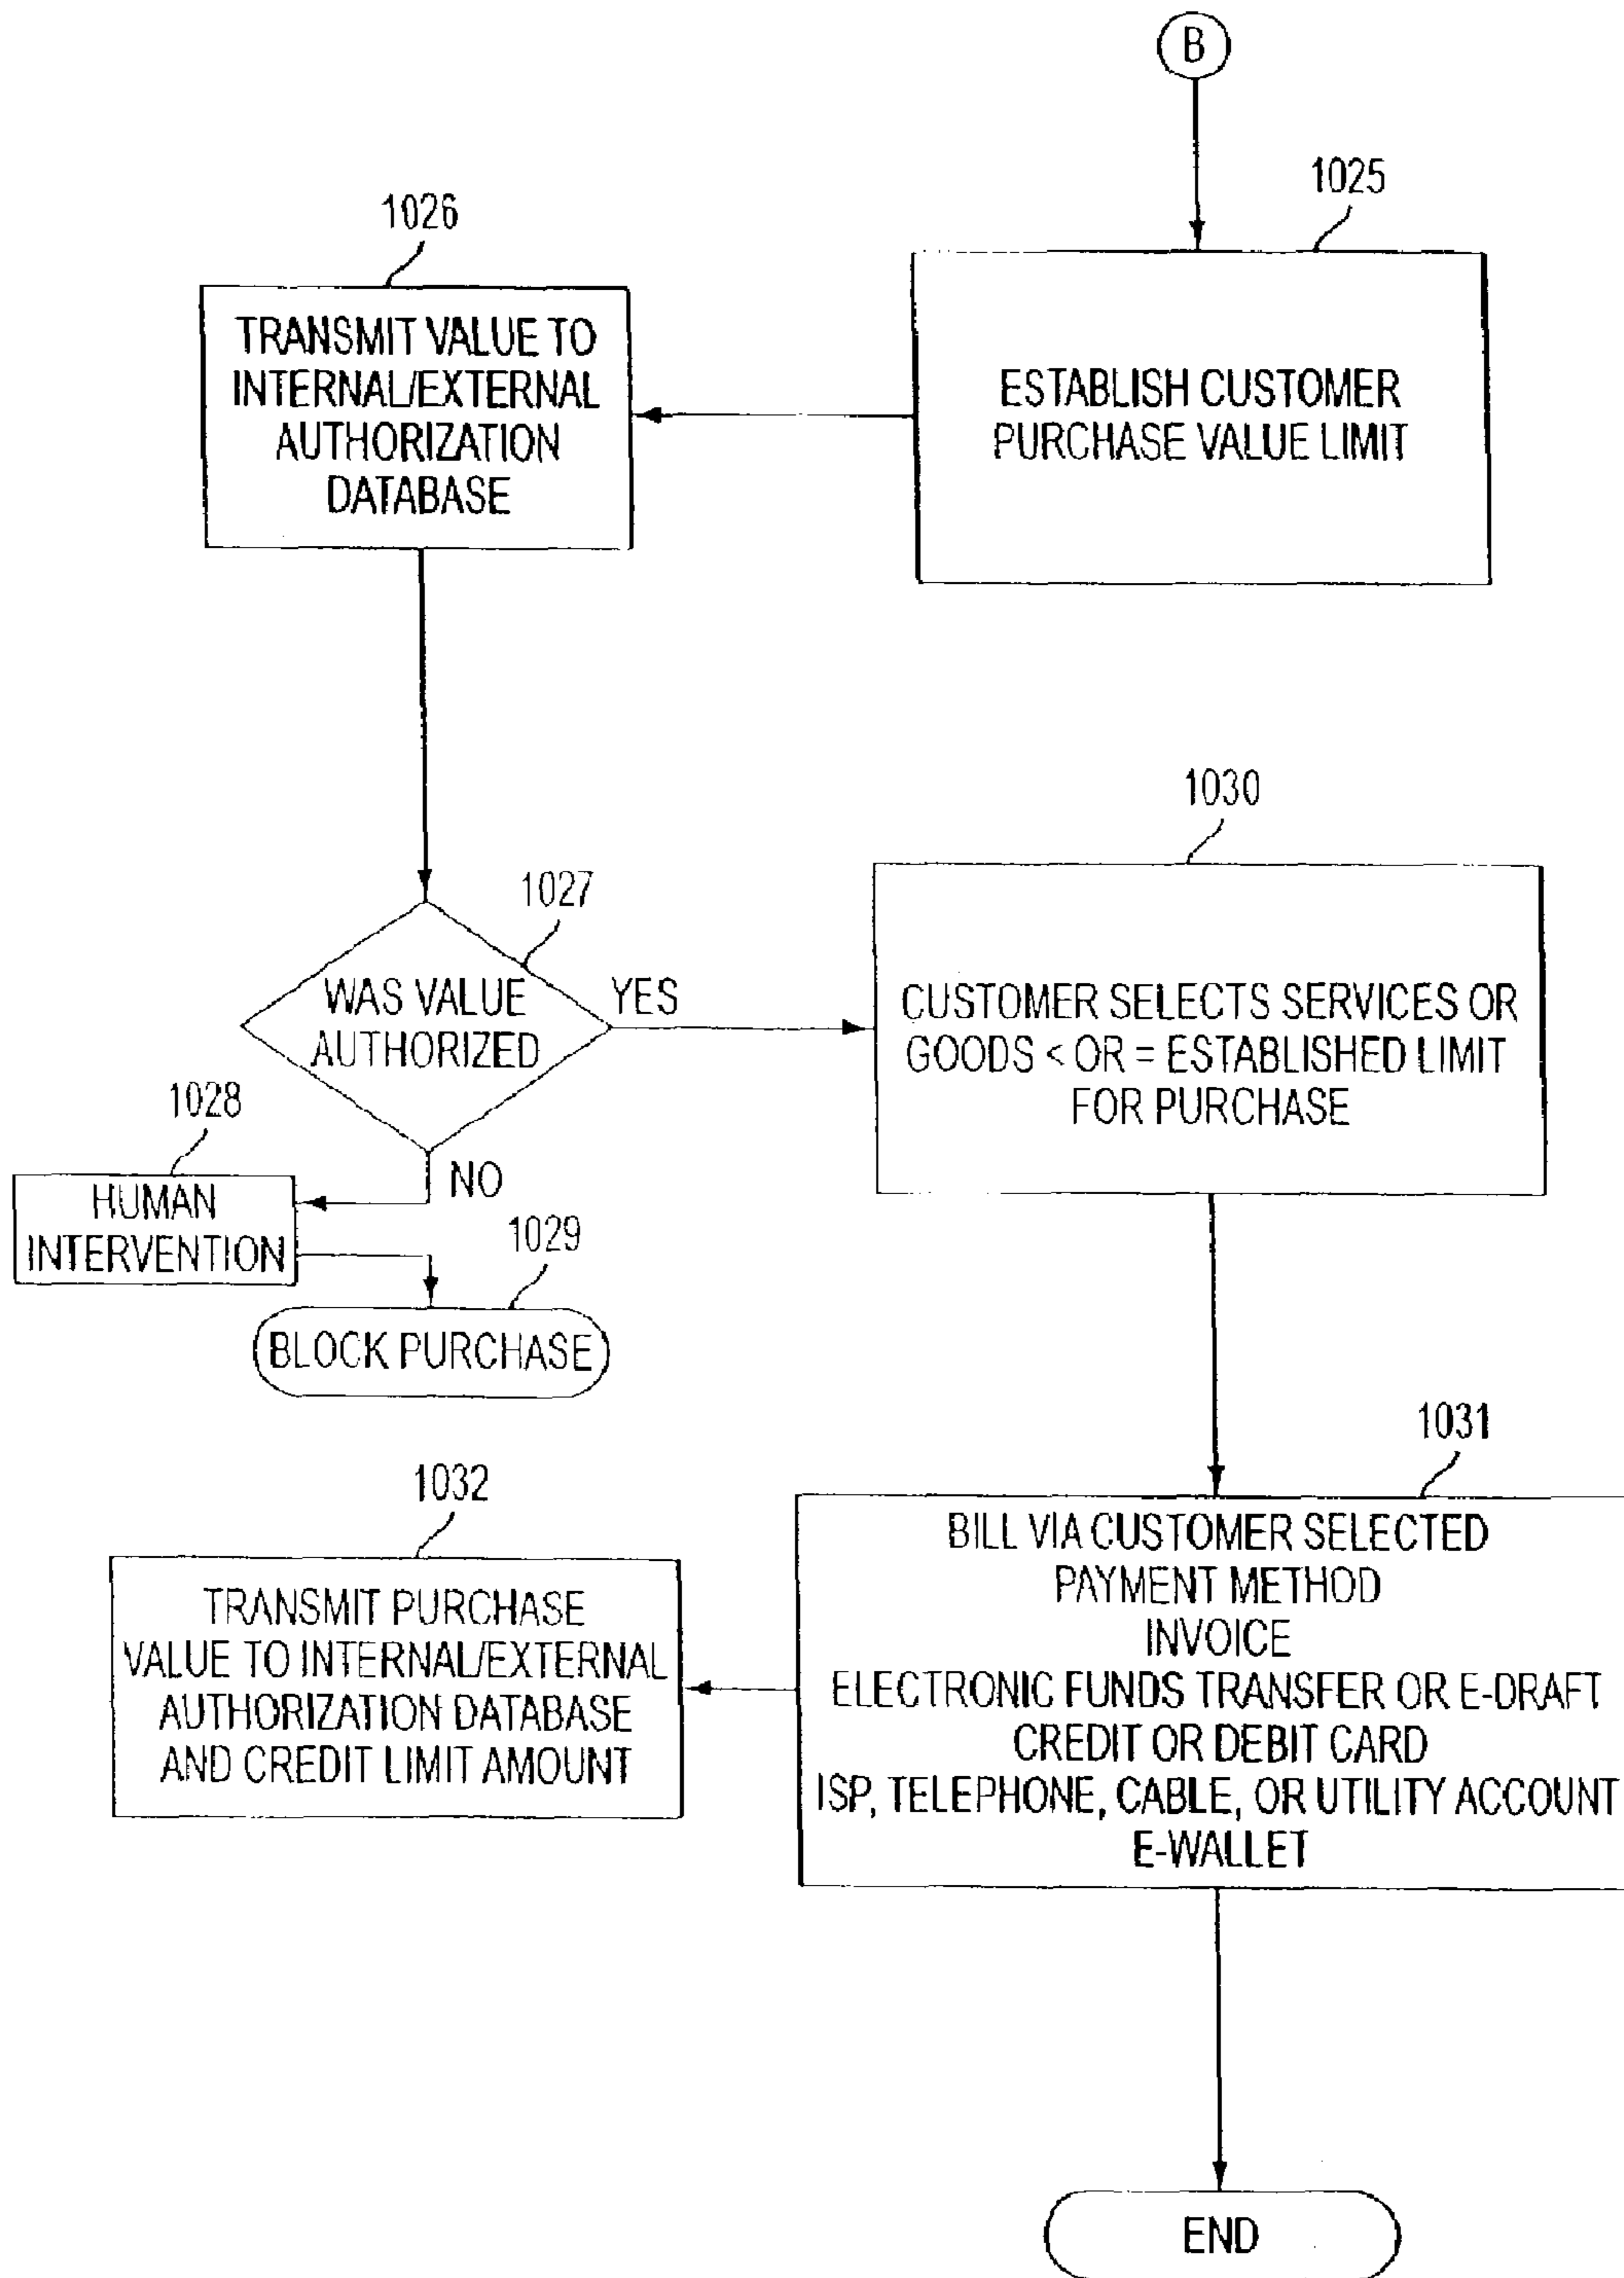 B
1025
ESTABLISH CUSTOMER
PURCHASE VALUE LIMIT
1026
TRANSMIT VALUE TO
INTERNAL/EXTERNAL
AUTHORIZATION
DATABASE
1027
WAS VALUE
AUTHORIZED
YES
NO
1028
HUMAN
INTERVENTION
1029
BLOCK PURCHASE
1030
CUSTOMER SELECTS SERVICES OR
GOODS < OR = ESTABLISHED LIMIT
FOR PURCHASE
1031
BILL VIA CUSTOMER SELECTED
PAYMENT METHOD
INVOICE
ELECTRONIC FUNDS TRANSFER OR E-DRAFT
CREDIT OR DEBIT CARD
ISP, TELEPHONE, CABLE, OR UTILITY ACCOUNT
E-WALLET
1032
TRANSMIT PURCHASE
VALUE TO INTERNAL/EXTERNAL
AUTHORIZATION DATABASE
AND CREDIT LIMIT AMOUNT
END